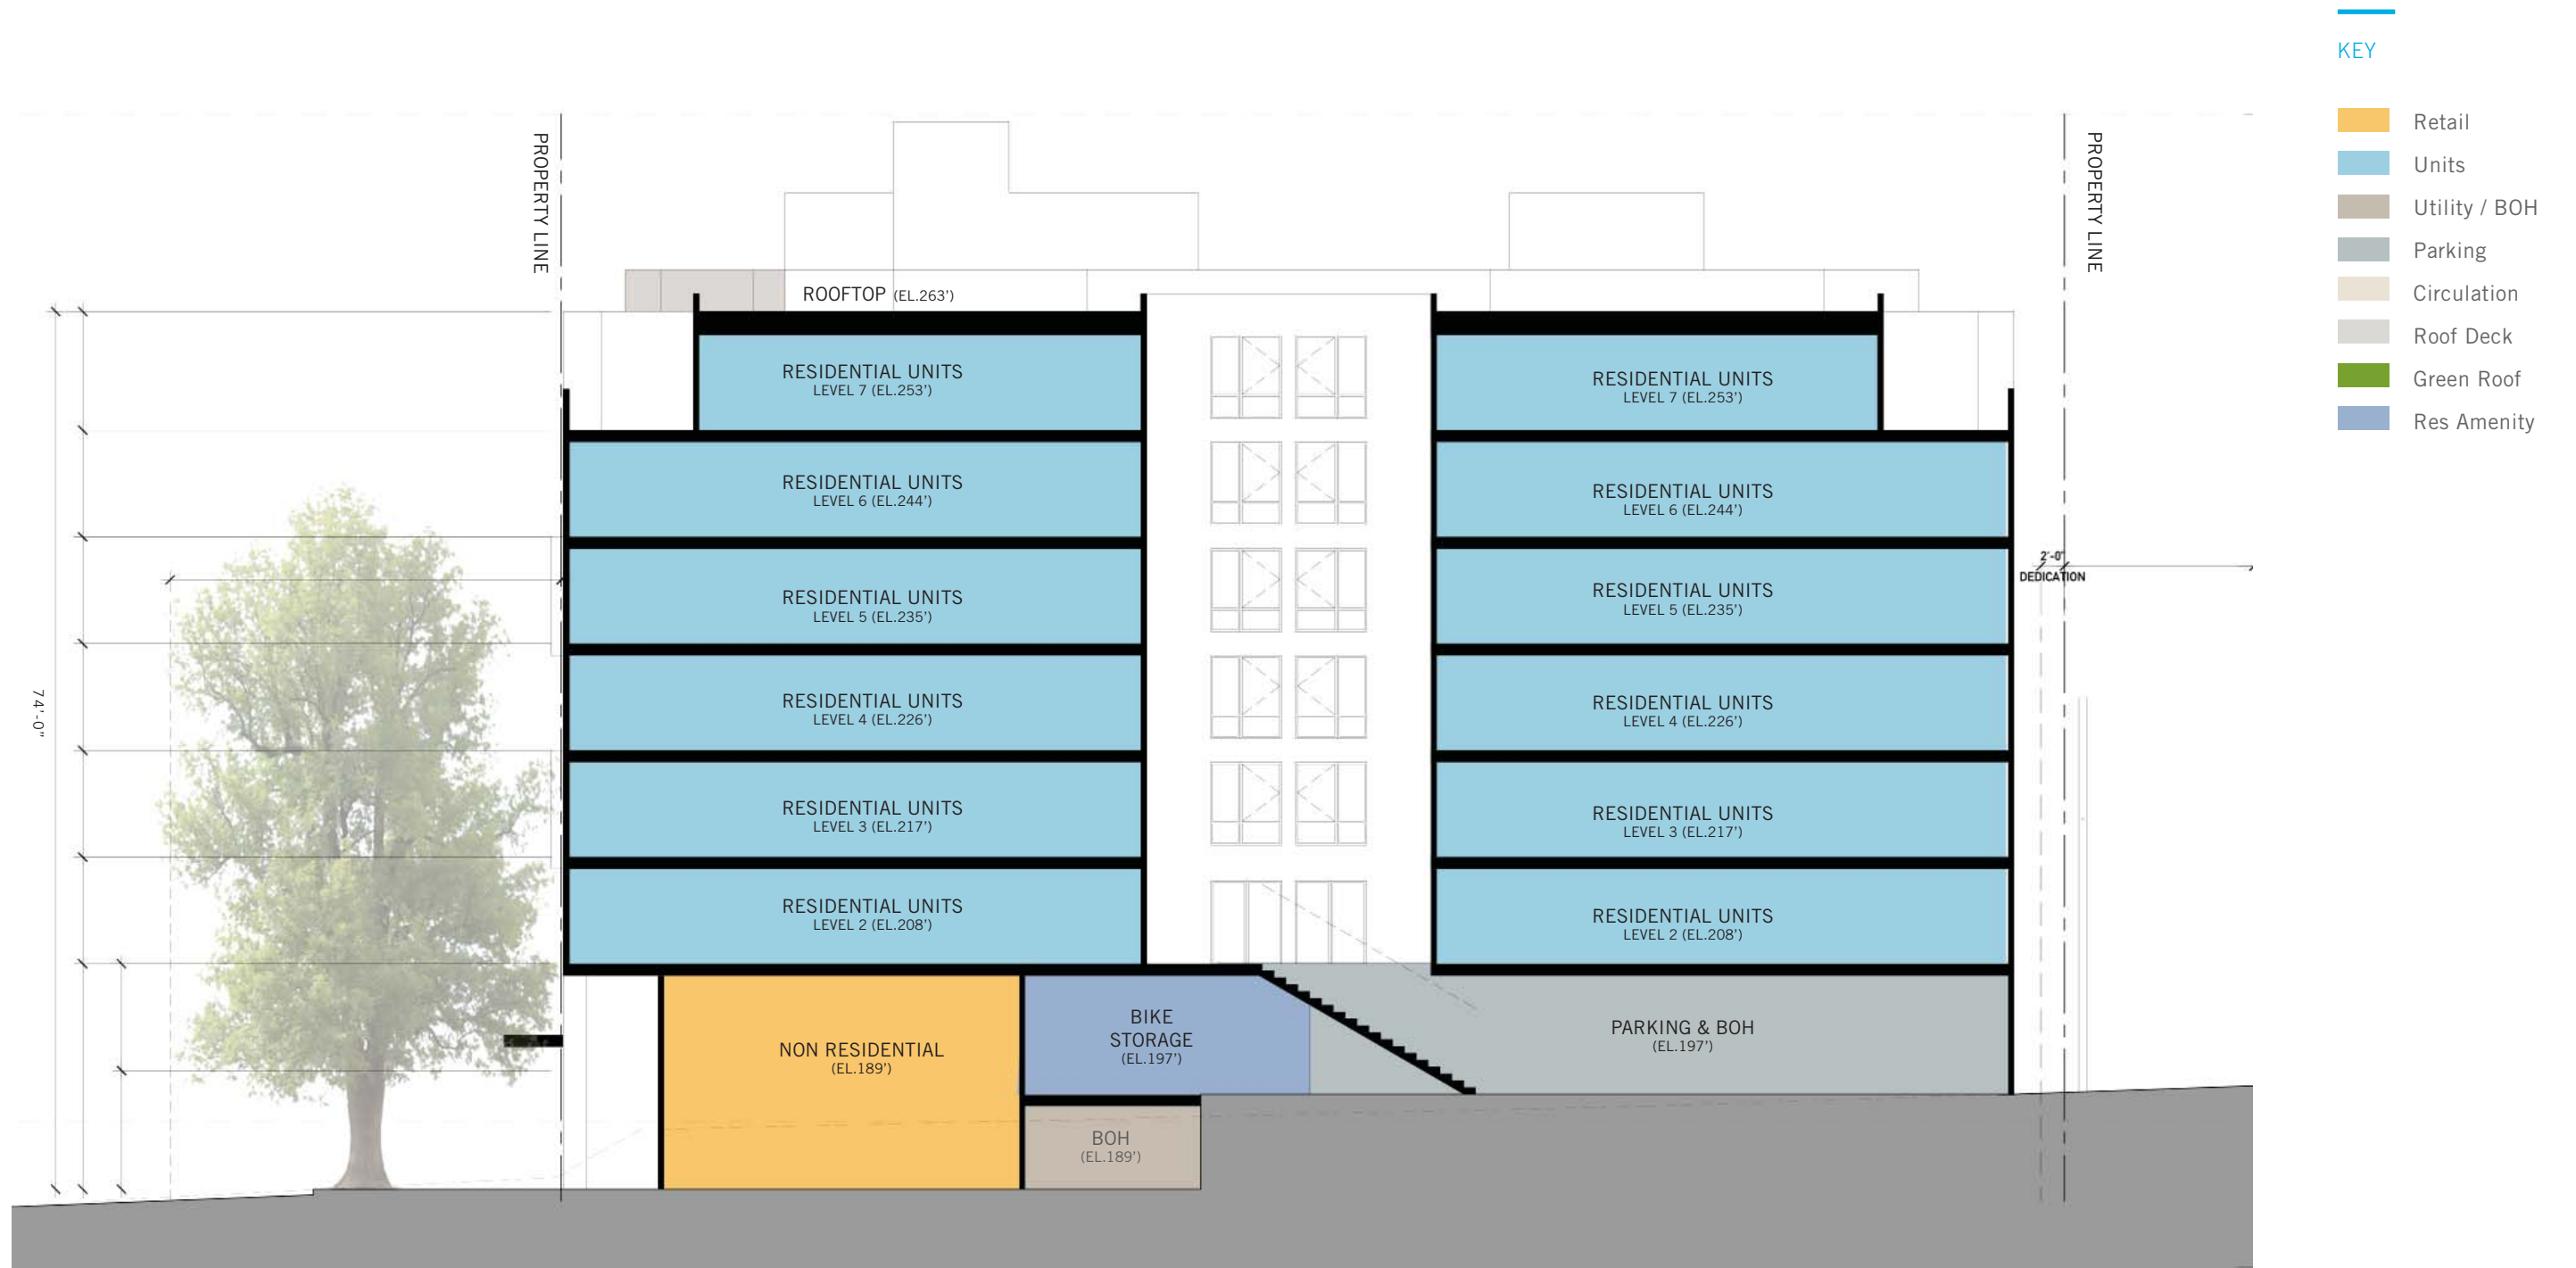 KEY
Retail
Units
Utility / BOH
Parking
Circulation
Roof Deck
Green Roof
Res Amenity
PROPERTY LINE
PROPERTY LINE
ROOFTOP (EL.263')
RESIDENTIAL UNITS
LEVEL 7 (EL.253')
RESIDENTIAL UNITS
LEVEL 7 (EL.253')
RESIDENTIAL UNITS
LEVEL 6 (EL.244')
RESIDENTIAL UNITS
LEVEL 6 (EL.244')
2'-0"
DEDICATION
RESIDENTIAL UNITS
LEVEL 5 (EL.235')
RESIDENTIAL UNITS
LEVEL 5 (EL.235')
74'-0"
RESIDENTIAL UNITS
LEVEL 4 (EL.226')
RESIDENTIAL UNITS
LEVEL 4 (EL.226')
RESIDENTIAL UNITS
LEVEL 3 (EL.217')
RESIDENTIAL UNITS
LEVEL 3 (EL.217')
RESIDENTIAL UNITS
LEVEL 2 (EL.208')
RESIDENTIAL UNITS
LEVEL 2 (EL.208')
NON RESIDENTIAL
(EL.189')
BIKE
STORAGE
(EL.197')
PARKING & BOH
(EL.197')
BOH
(EL.189')